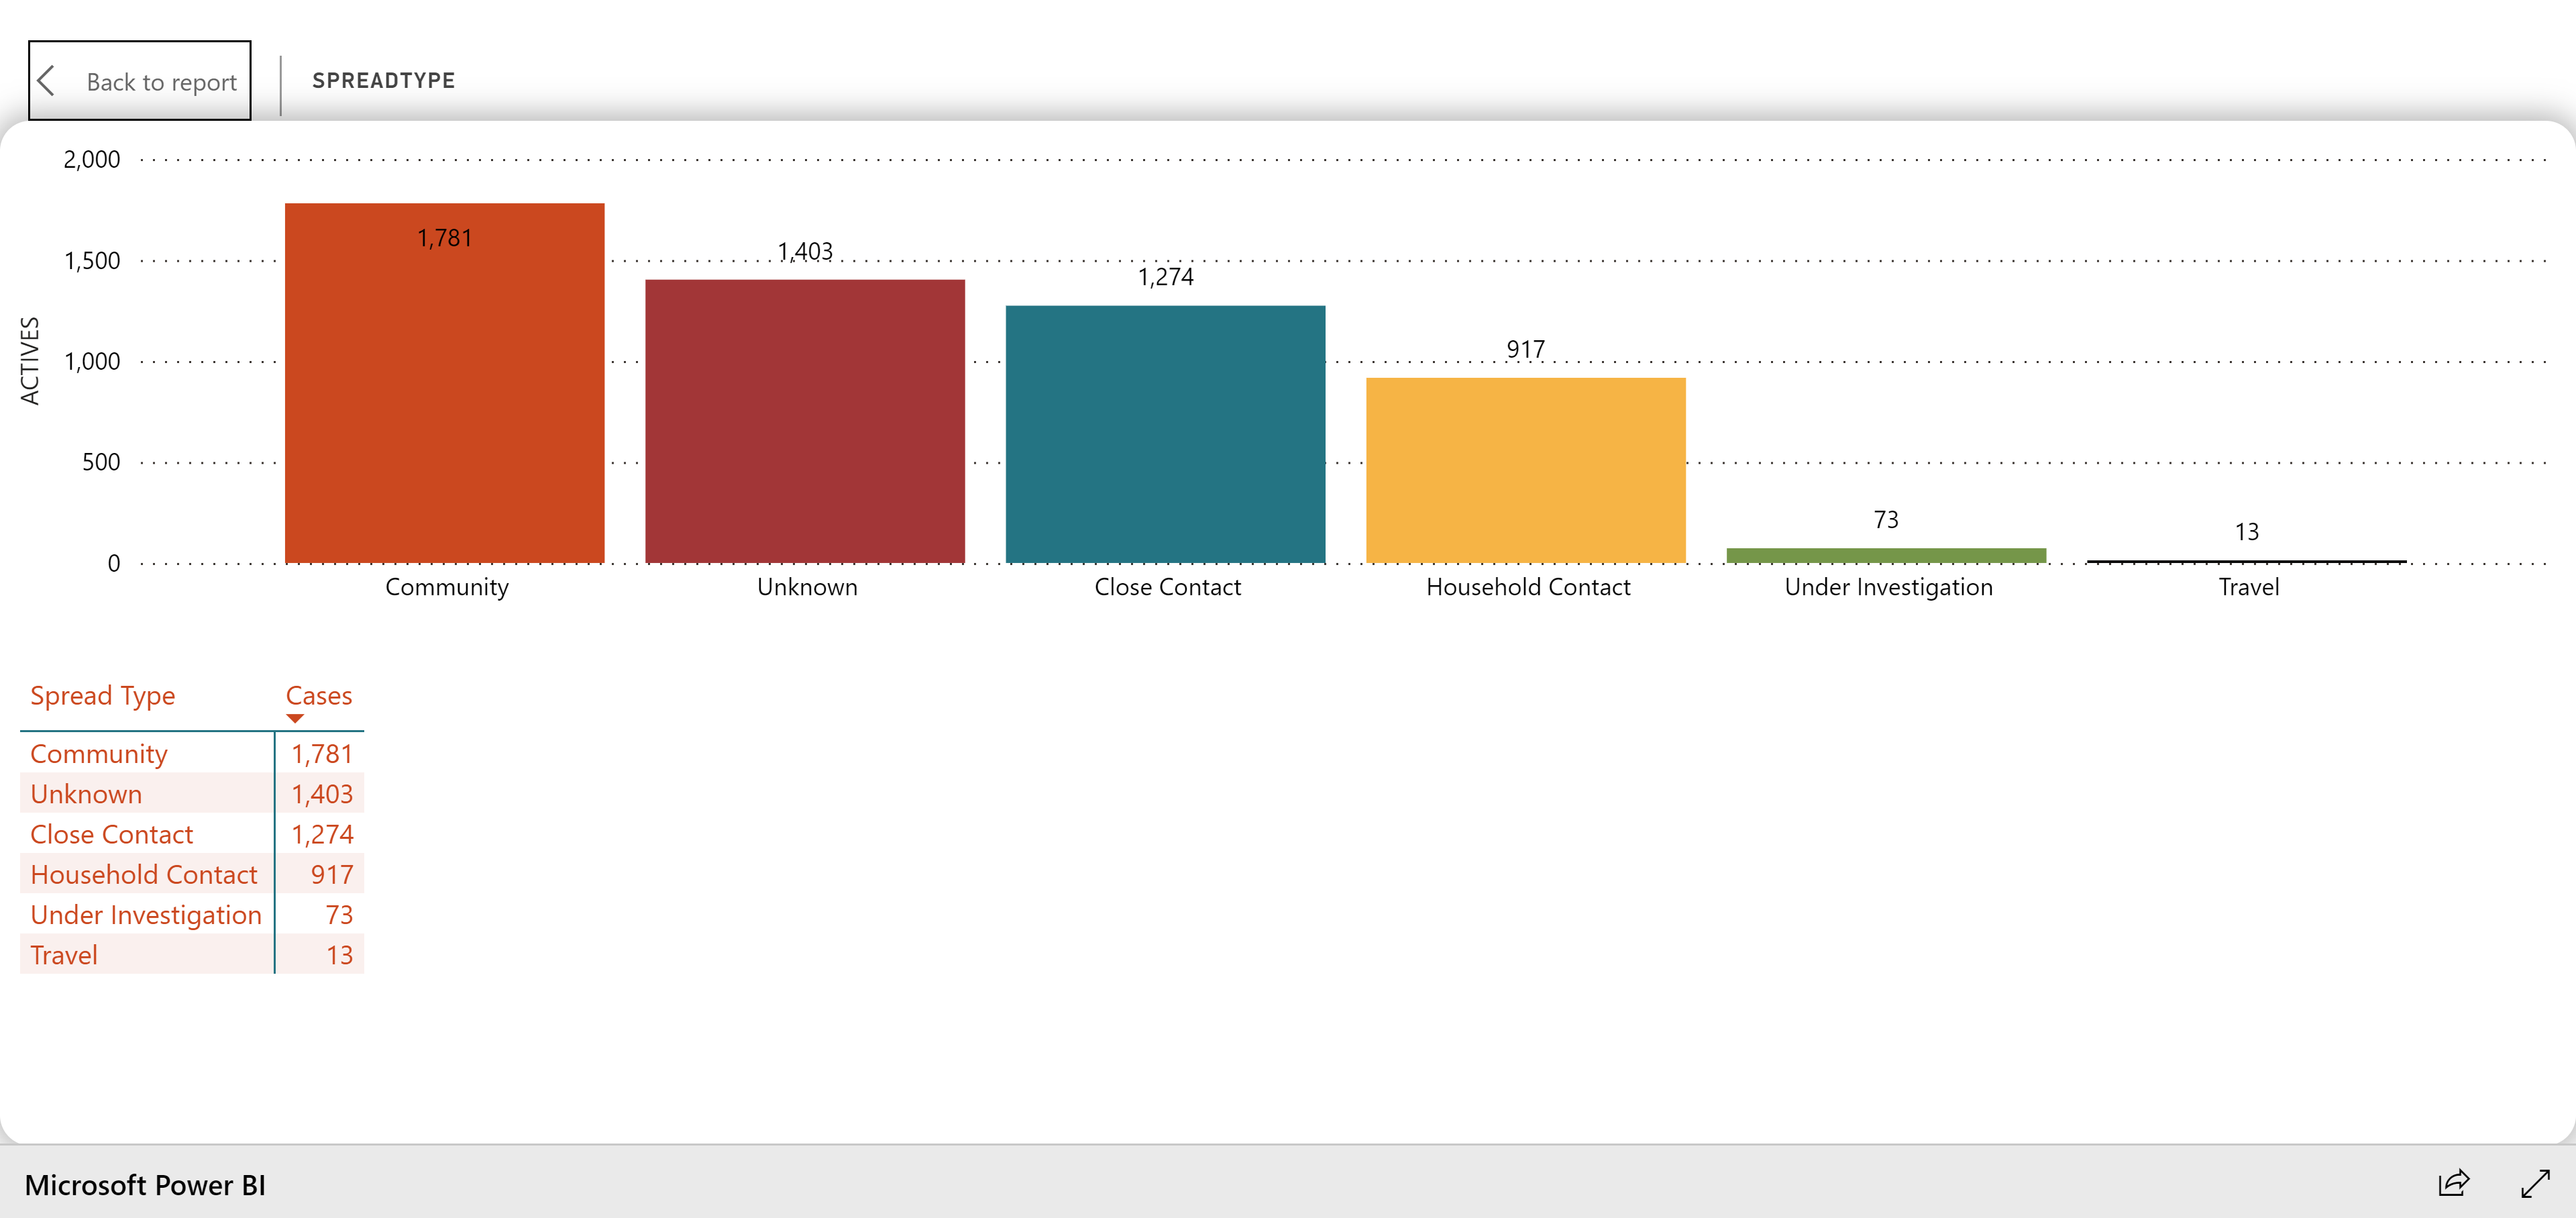 Back to report
SPREADTYPE
ACTIVES
2,000
1,500
1,000
500
0
1,781
1,403
1,274
917
73
13
Community Unknown Close Contact Household Contact Under Investigation Travel
Spread Type Cases
Community 1,781
Unknown 1,403
Close Contact 1,274
Household Contact 917
Under Investigation 73
Travel 13
Microsoft Power BI